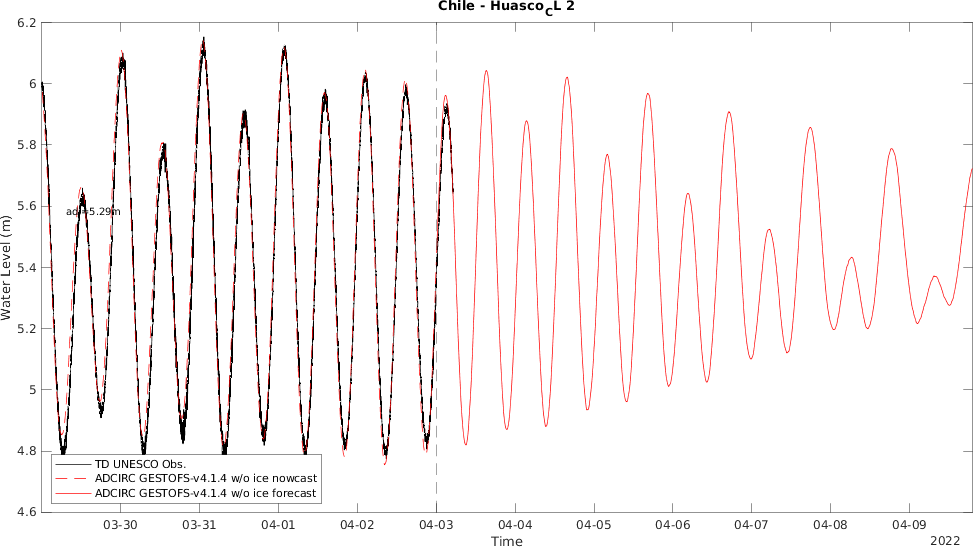 Chile - HuascoCL 2
6.2
6
5.8
5.6
5.4
5.2
5
4.8
4.6
Water Level (m)
adj=5.29m
TD UNESCO Obs.
ADCIRC GESTOFS-v4.1.4 w/o ice nowcast
ADCIRC GESTOFS-v4.1.4 w/o ice forecast
03-30 03-31 04-01 04-02 04-03 04-04 04-05 04-06 04-07 04-08 04-09
Time
2022